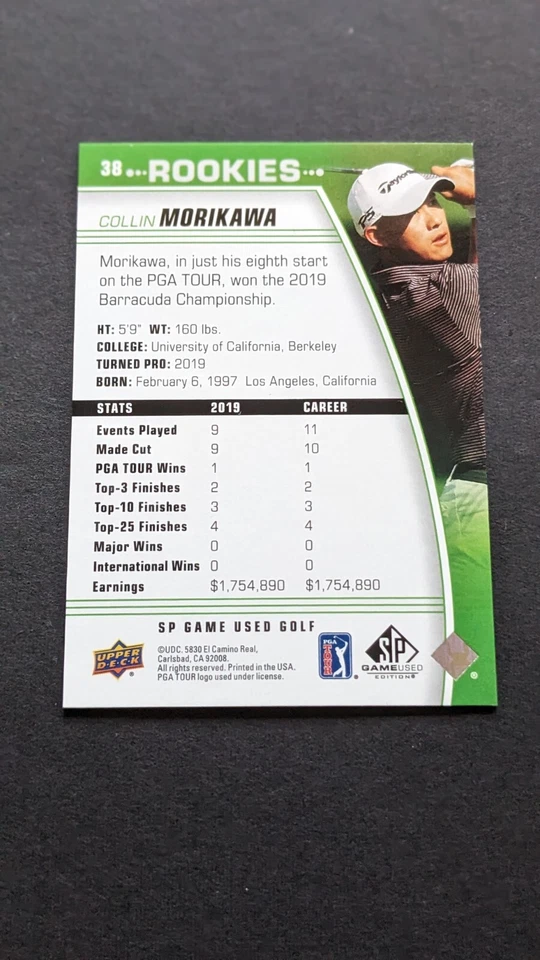 38 ROOKIES
COLLIN MORIKAWA
Morikawa, in just his eighth start
on the PGA TOUR, won the 2019
Barracuda Championship.
HT: 5'9" WT: 160 lbs.
COLLEGE: University of California, Berkeley
TURNED PRO: 2019
BORN: February 6, 1997 Los Angeles, California
STATS 2019 CAREER
Events Played 9 11
Made Cut 9 10
PGA TOUR Wins 1 1
Top-3 Finishes 2 2
Top-10 Finishes 3 3
Top-25 Finishes 4 4
Major Wins 0 0
International Wins 0 0
Earnings $1,754,890 $1,754,890
SP GAME USED GOLF
UPPER
D·E·C·K
®
©UDC, 5830 El Camino Real,
Carlsbad, CA 92008.
All rights reserved. Printed in the USA.
PGA TOUR logo used under license.
PGA
TOUR
®
SP
GAME USED
EDITION®
®
TaylorMade